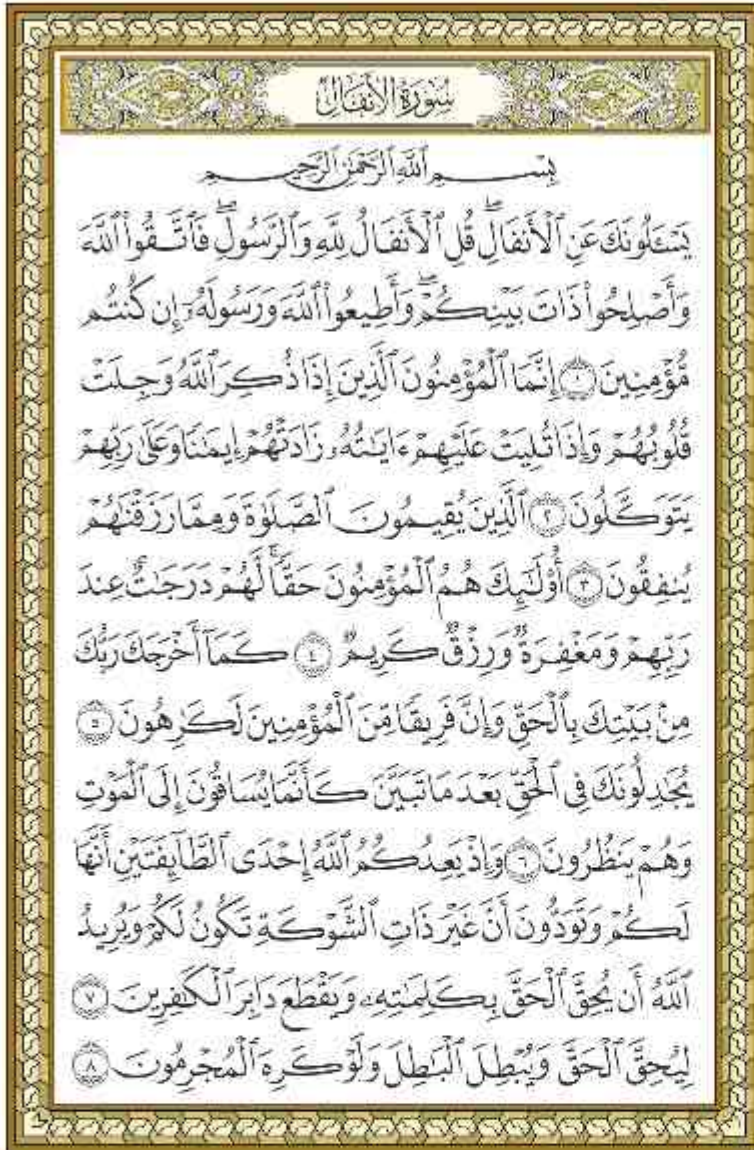 سُورَةُ الأَنفَالِ
بِسْمِ ٱللَّهِ ٱلرَّحْمَٰنِ ٱلرَّحِيمِ
يَسْـَٔلُونَكَ عَنِ ٱلْأَنفَالِۖ قُلِ ٱلْأَنفَالُ لِلَّهِ وَٱلرَّسُولِۖ فَٱتَّقُوا۟ ٱللَّهَ
وَأَصْلِحُوا۟ ذَاتَ بَيْنِكُمْۖ وَأَطِيعُوا۟ ٱللَّهَ وَرَسُولَهُۥٓ إِن كُنتُم
مُّؤْمِنِينَ ١ إِنَّمَا ٱلْمُؤْمِنُونَ ٱلَّذِينَ إِذَا ذُكِرَ ٱللَّهُ وَجِلَتْ
قُلُوبُهُمْ وَإِذَا تُلِيَتْ عَلَيْهِمْ ءَايَٰتُهُۥ زَادَتْهُمْ إِيمَٰنًا وَعَلَىٰ رَبِّهِمْ
يَتَوَكَّلُونَ ٢ ٱلَّذِينَ يُقِيمُونَ ٱلصَّلَوٰةَ وَمِمَّا رَزَقْنَٰهُمْ
يُنفِقُونَ ٣ أُو۟لَٰٓئِكَ هُمُ ٱلْمُؤْمِنُونَ حَقًّاۚ لَّهُمْ دَرَجَٰتٌ عِندَ
رَبِّهِمْ وَمَغْفِرَةٌ وَرِزْقٌ كَرِيمٌ ٤ كَمَآ أَخْرَجَكَ رَبُّكَ
مِنۢ بَيْتِكَ بِٱلْحَقِّ وَإِنَّ فَرِيقًا مِّنَ ٱلْمُؤْمِنِينَ لَكَٰرِهُونَ ٥
يُجَٰدِلُونَكَ فِى ٱلْحَقِّ بَعْدَ مَا تَبَيَّنَ كَأَنَّمَا يُسَاقُونَ إِلَى ٱلْمَوْتِ
وَهُمْ يَنظُرُونَ ٦ وَإِذْ يَعِدُكُمُ ٱللَّهُ إِحْدَى ٱلطَّآئِفَتَيْنِ أَنَّهَا
لَكُمْ وَتَوَدُّونَ أَنَّ غَيْرَ ذَاتِ ٱلشَّوْكَةِ تَكُونُ لَكُمْ وَيُرِيدُ
ٱللَّهُ أَن يُحِقَّ ٱلْحَقَّ بِكَلِمَٰتِهِۦ وَيَقْطَعَ دَابِرَ ٱلْكَٰفِرِينَ ٧
لِيُحِقَّ ٱلْحَقَّ وَيُبْطِلَ ٱلْبَٰطِلَ وَلَوْ كَرِهَ ٱلْمُجْرِمُونَ ٨